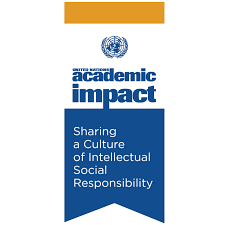 UNITED NATIONS
academic
impact
Sharing
a Culture
of Intellectual
Social
Responsibility